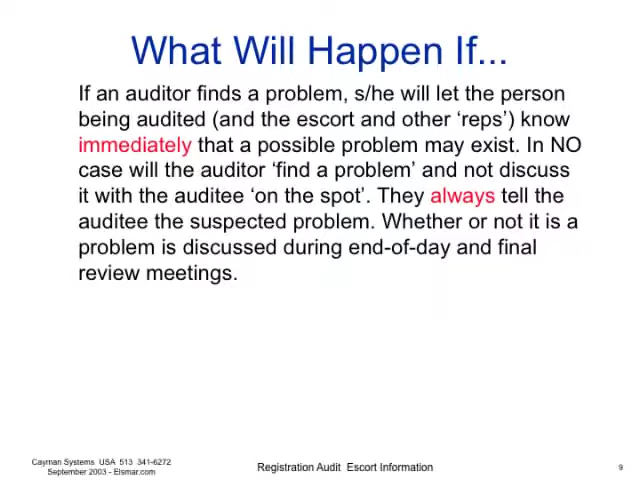 What Will Happen If...
If an auditor finds a problem, s/he will let the person
being audited (and the escort and other ‘reps’) know
immediately that a possible problem may exist. In NO
case will the auditor ‘find a problem’ and not discuss
it with the auditee ‘on the spot’. They always tell the
auditee the suspected problem. Whether or not it is a
problem is discussed during end-of-day and final
review meetings.
Cayman Systems USA 513 341-6272
September 2003 - Elsmar.com
Registration Audit Escort Information
9